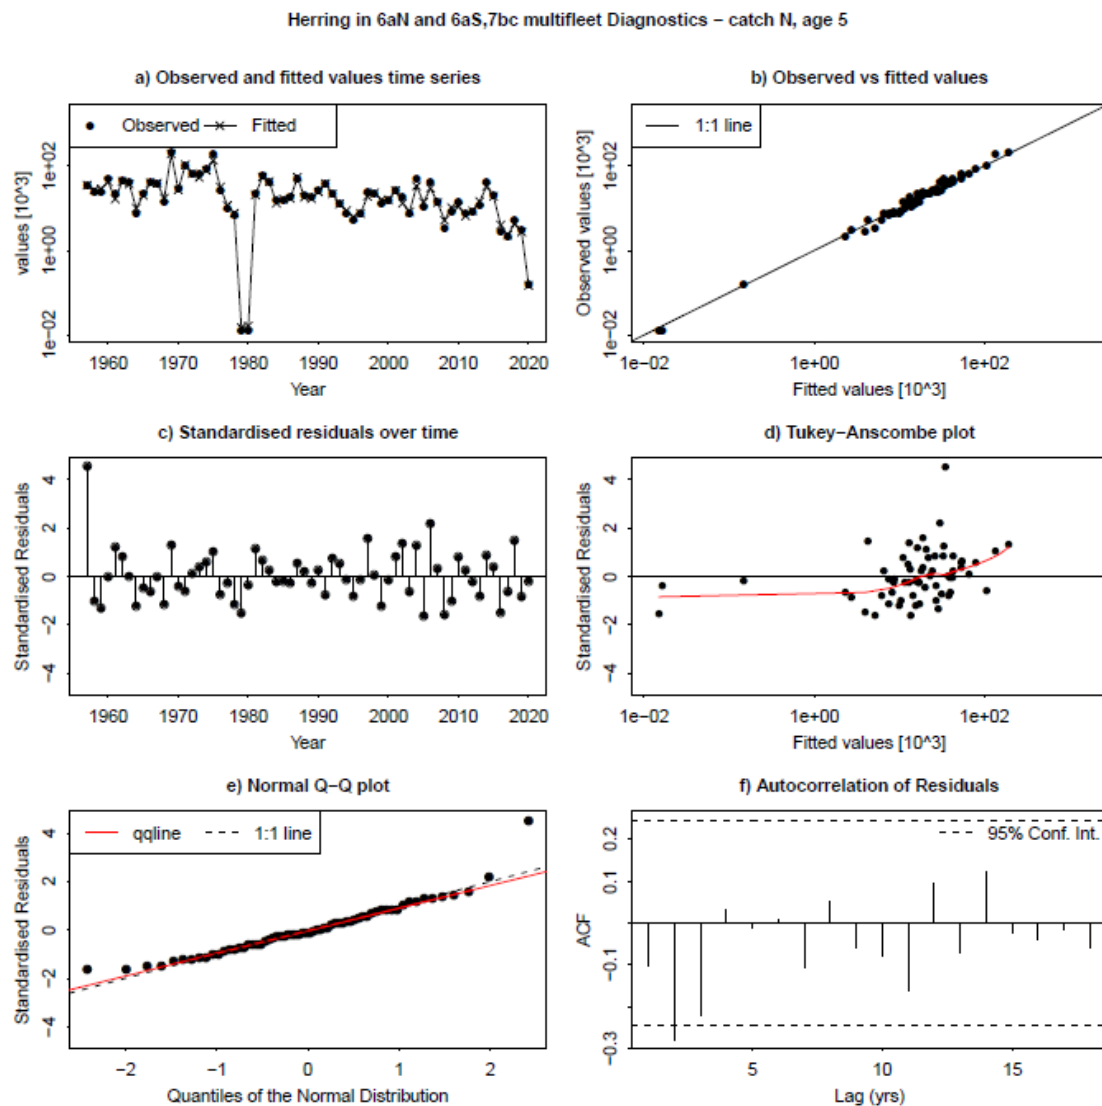 Herring in 6aN and 6aS,7bc multifleet Diagnostics − catch N, age 5
a) Observed and fitted values time series
Observed
Fitted
values [10^3]
1e−02
1e+00
1e+02
1960 1970 1980 1990 2000 2010 2020
Year
b) Observed vs fitted values
1:1 line
Observed values [10^3]
1e−02
1e+00
1e+02
1e−02 1e+00 1e+02
Fitted values [10^3]
c) Standardised residuals over time
Standardised Residuals
4
2
0
−2
−4
1960 1970 1980 1990 2000 2010 2020
Year
d) Tukey−Anscombe plot
Standardised Residuals
4
2
0
−2
−4
1e−02 1e+00 1e+02
Fitted values [10^3]
e) Normal Q−Q plot
qqline
1:1 line
Standardised Residuals
4
2
0
−2
−4
−2 −1 0 1 2
Quantiles of the Normal Distribution
f) Autocorrelation of Residuals
95% Conf. Int.
ACF
0.2
0.1
−0.1
−0.3
5 10 15
Lag (yrs)